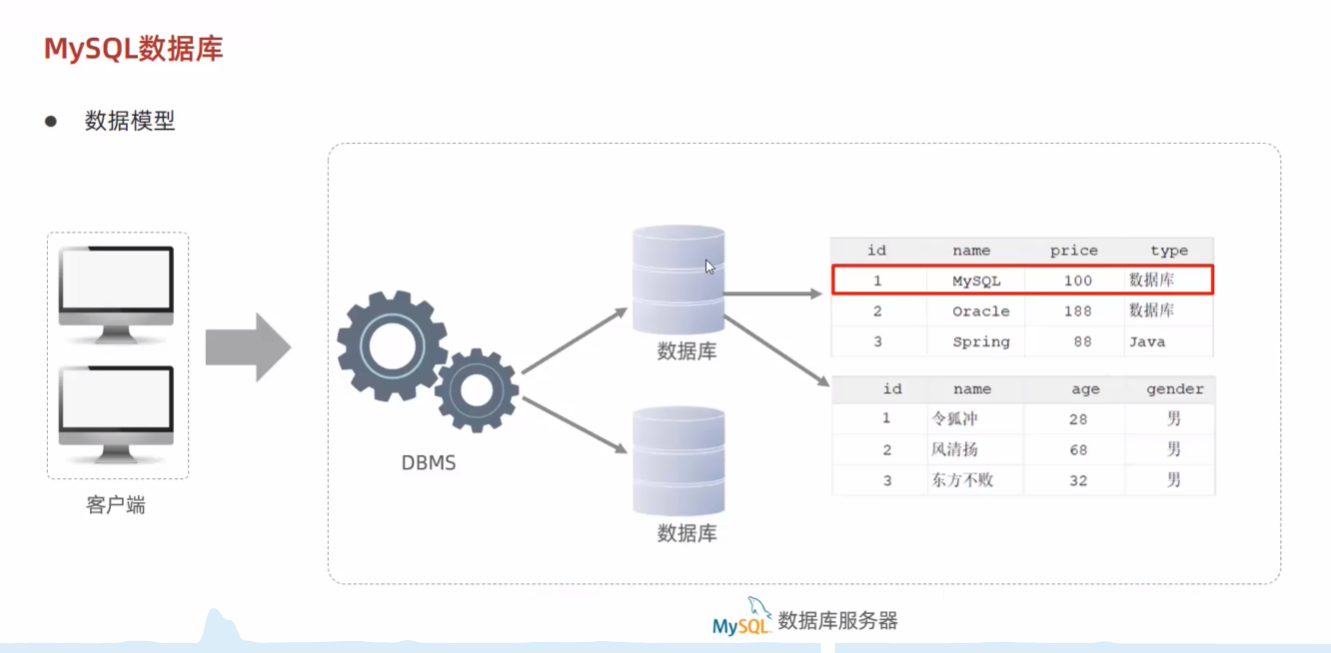 MySQL数据库
● 数据模型
客户端
DBMS
数据库
数据库
id name price type
1 MySQL 100 数据库
2 Oracle 188 数据库
3 Spring 88 Java
id name age gender
1 令狐冲 28 男
2 风清扬 68 男
3 东方不败 32 男
MySQL 数据库服务器